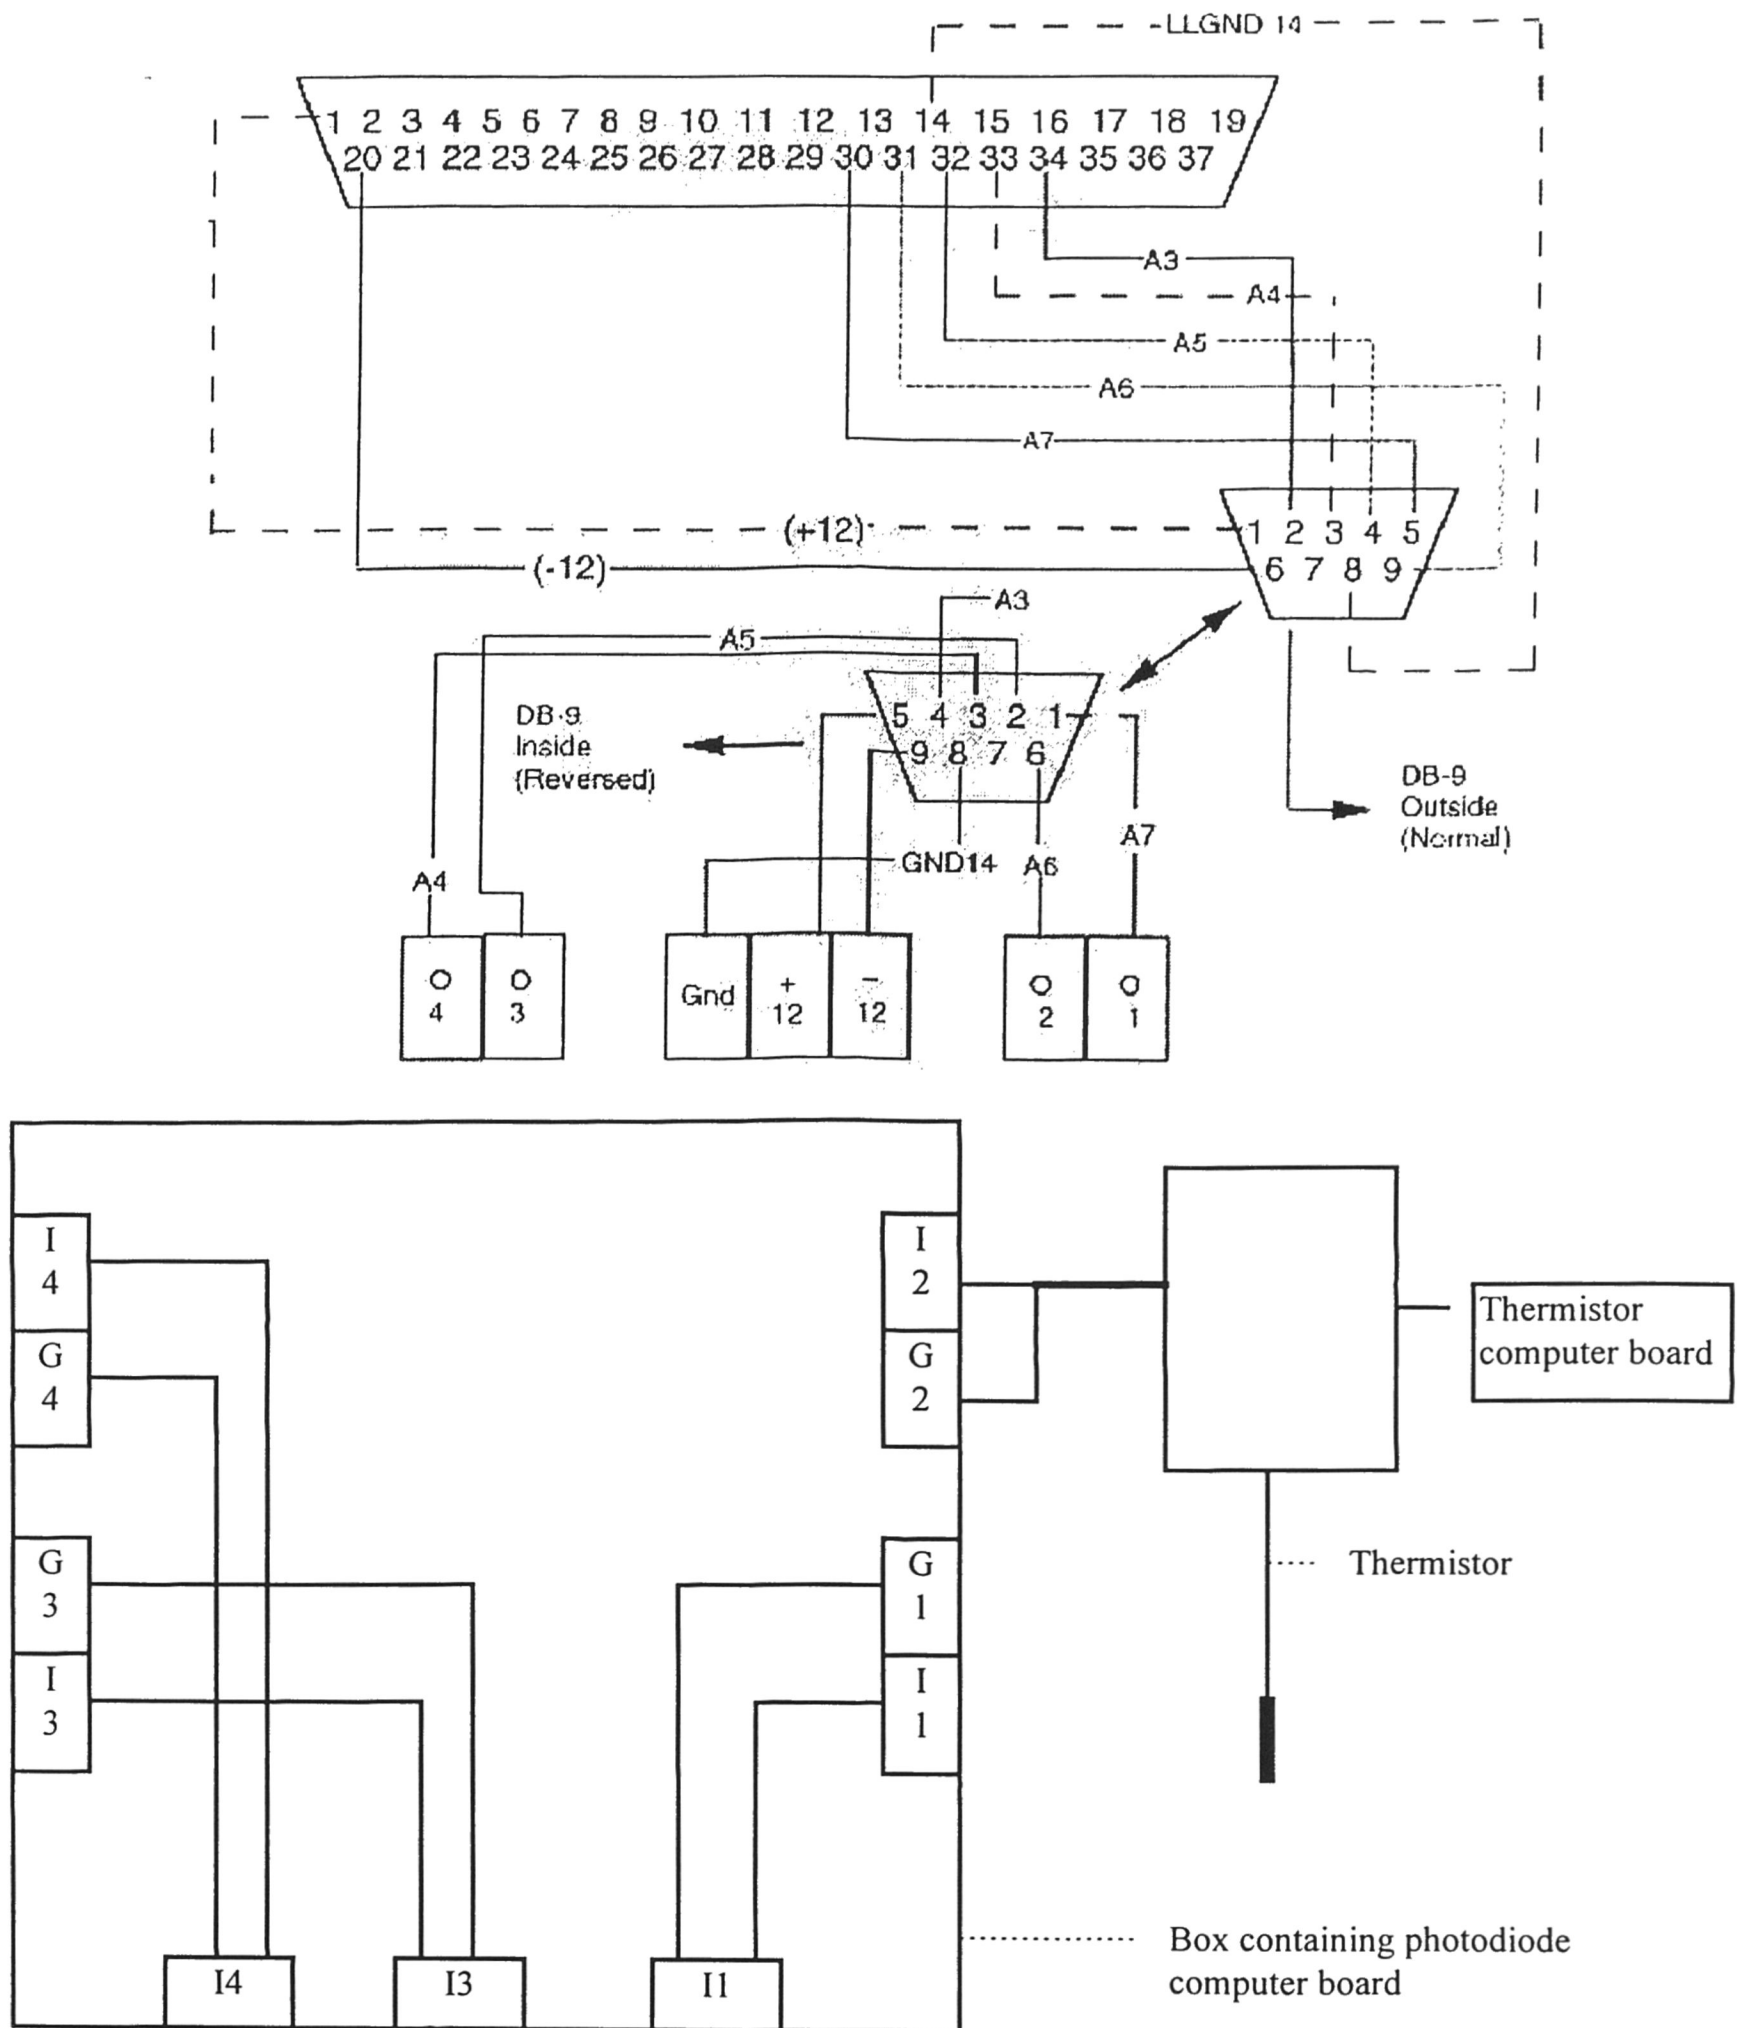 LLGND 14
1 2 3 4 5 6 7 8 9 10 11 12 13 14 15 16 17 18 19
20 21 22 23 24 25 26 27 28 29 30 31 32 33 34 35 36 37
A3
A4
A5
A6
A7
(+12)
(-12)
1 2 3 4 5
6 7 8 9
A3
A5
5 4 3 2 1
9 8 7 6
DB-9
Inside
(Reversed)
DB-9
Outside
(Normal)
A7
GND14
A6
A4
O
4
O
3
Gnd
+
12
-
12
O
2
O
1
I
4
G
4
G
3
I
3
I
2
G
2
G
1
I
1
Thermistor
computer board
Thermistor
Box containing photodiode
computer board
I4
I3
I1